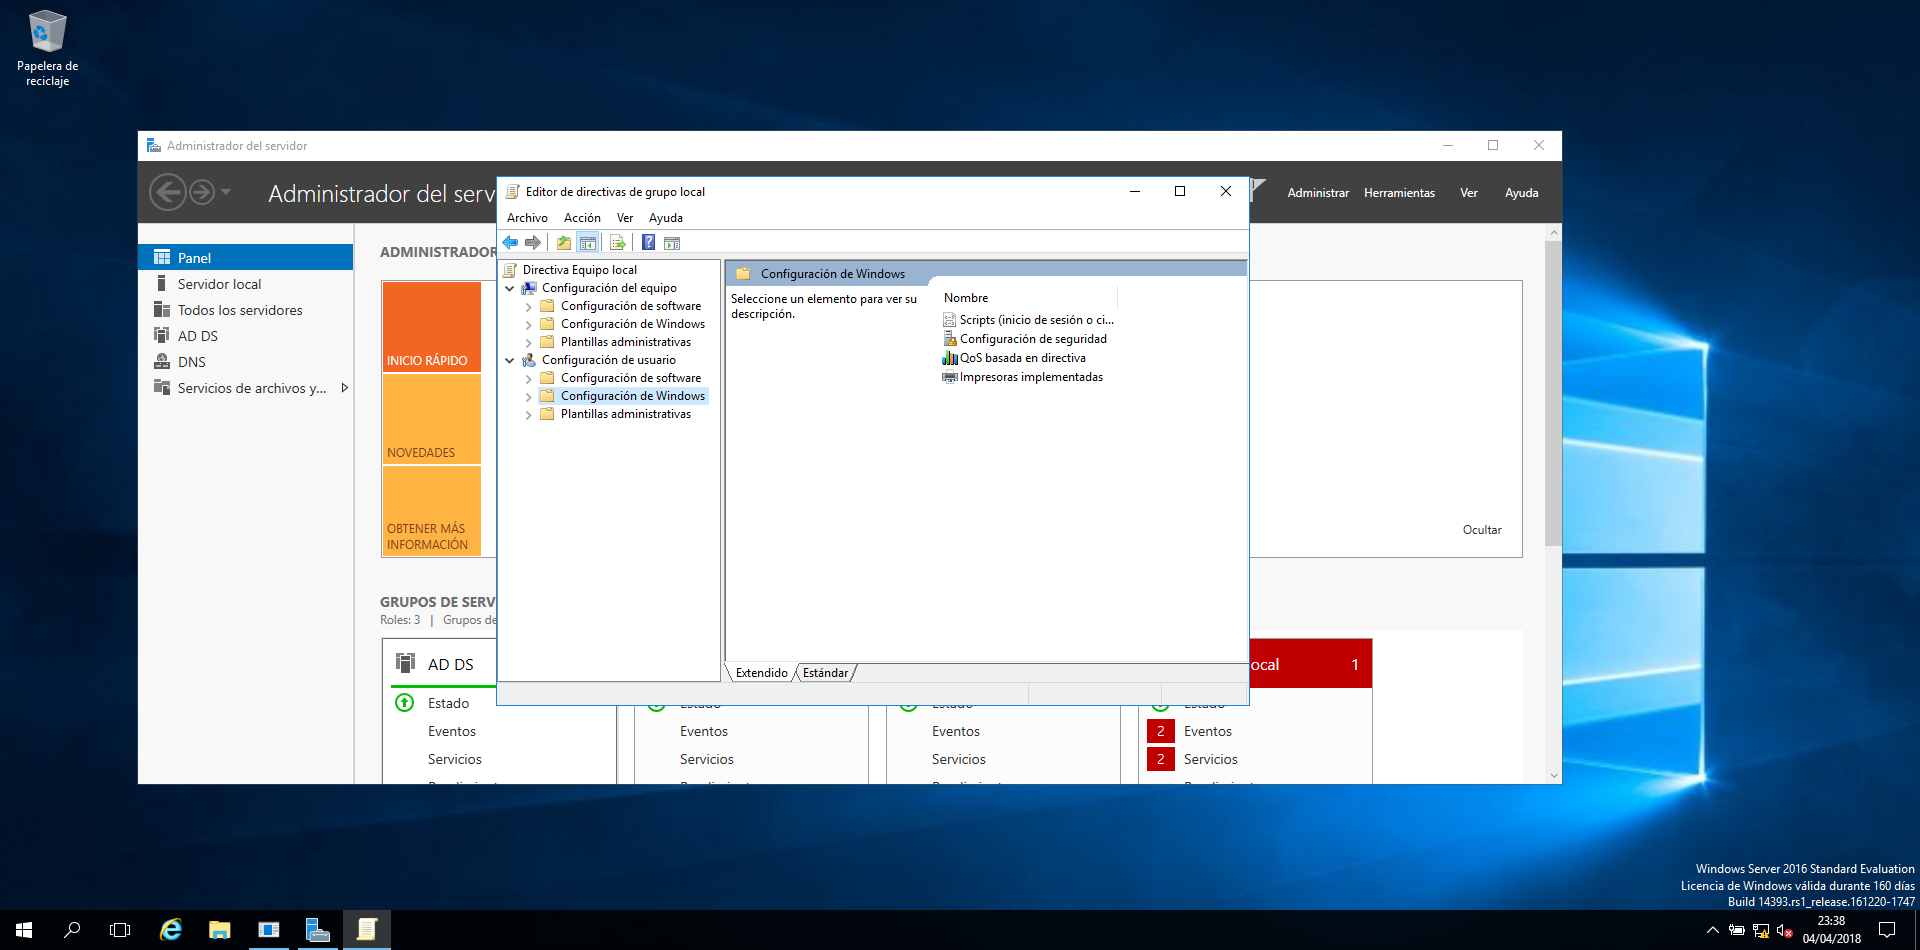 Papelera de
reciclaje
Administrador del servidor
Administrador del serv
Administrar
Herramientas
Ver
Ayuda
Panel
Servidor local
Todos los servidores
AD DS
DNS
Servicios de archivos y...
ADMINISTRADOR
INICIO RÁPIDO
NOVEDADES
OBTENER MÁS
INFORMACIÓN
Ocultar
Editor de directivas de grupo local
Archivo
Acción
Ver
Ayuda
Directiva Equipo local
Configuración del equipo
Configuración de software
Configuración de Windows
Plantillas administrativas
Configuración de usuario
Configuración de software
Configuración de Windows
Plantillas administrativas
Configuración de Windows
Seleccione un elemento para ver su
descripción.
Nombre
Scripts (inicio de sesión o ci...
Configuración de seguridad
QoS basada en directiva
Impresoras implementadas
Extendido
Estándar
GRUPOS DE SERV
Roles: 3 | Grupos de
AD DS
Estado
Eventos
Servicios
Eventos
Servicios
Eventos
Servicios
ocal 1
2 Eventos
2 Servicios
Windows Server 2016 Standard Evaluation
Licencia de Windows válida durante 160 días
Build 14393.rs1_release.161220-1747
23:38
04/04/2018